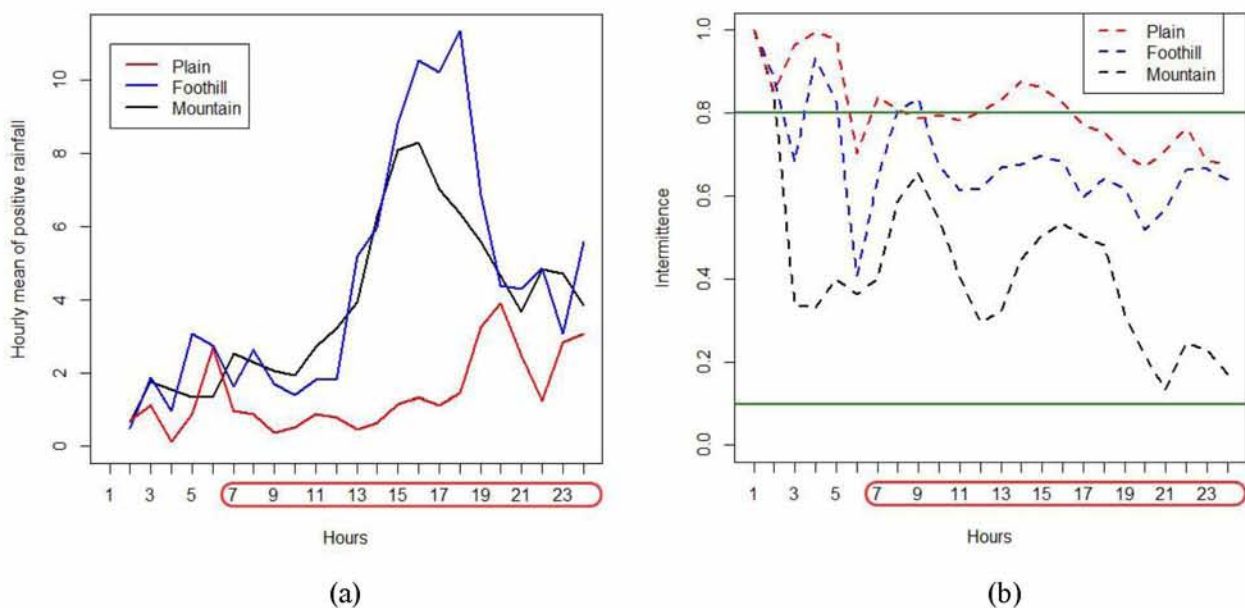 Hourly mean of positive rainfall
10
8
6
4
2
0
Plain
Foothill
Mountain
1 3 5 7 9 11 13 15 17 19 21 23
Hours
(a)
Intermittence
1.0
0.8
0.6
0.4
0.2
0.0
Plain
Foothill
Mountain
1 3 5 7 9 11 13 15 17 19 21 23
Hours
(b)